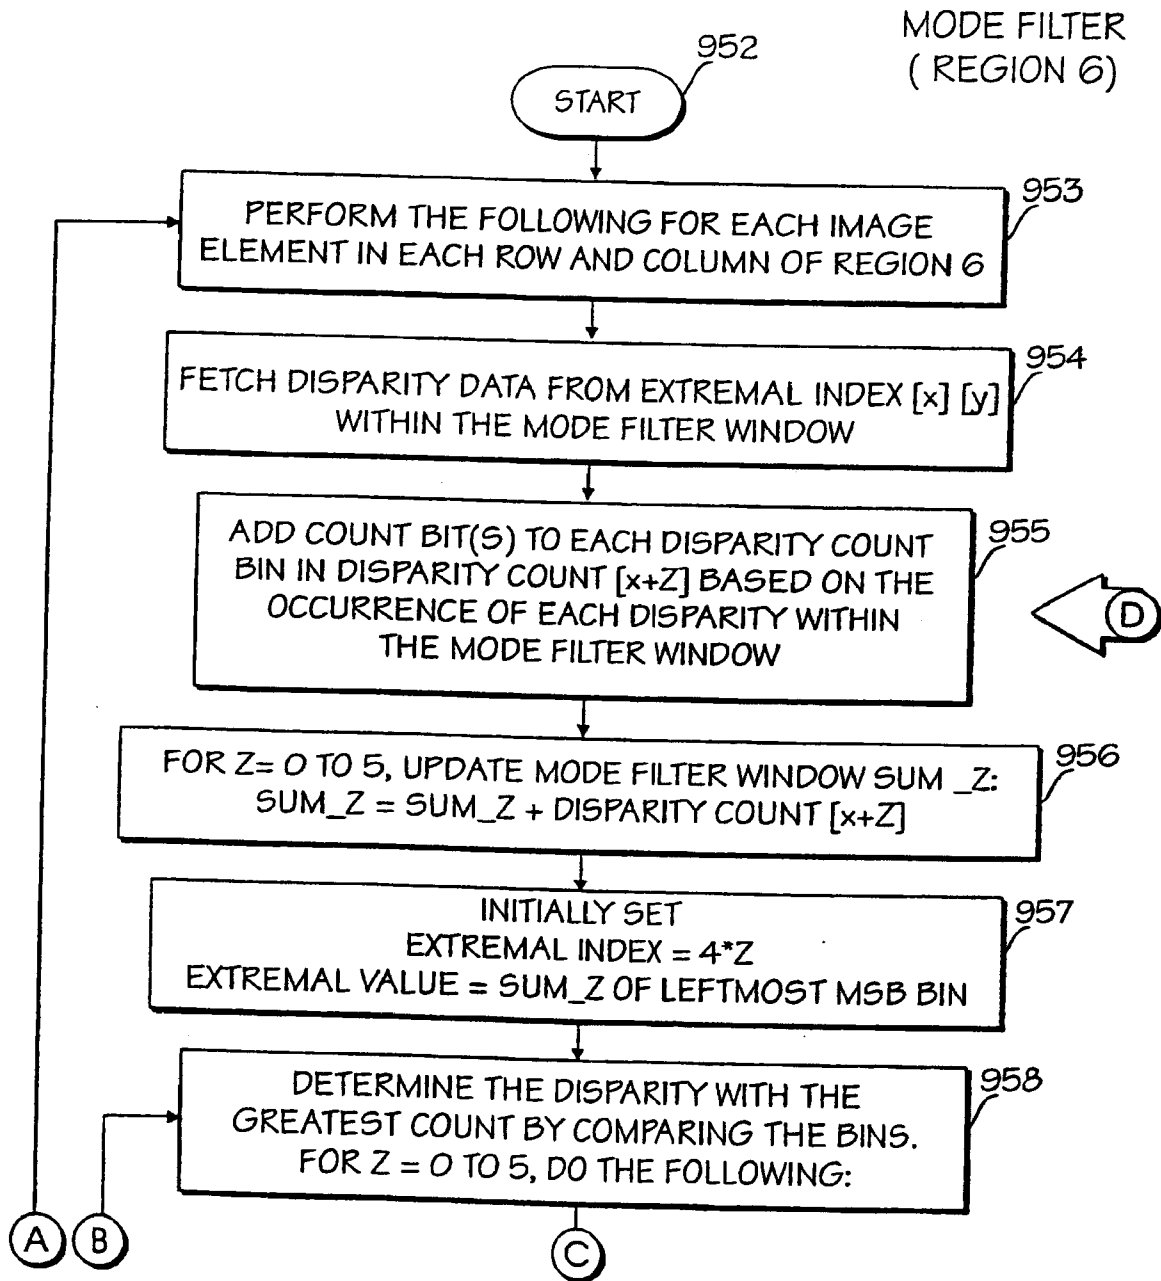 MODE FILTER
( REGION 6)
952
START
953
PERFORM THE FOLLOWING FOR EACH IMAGE
ELEMENT IN EACH ROW AND COLUMN OF REGION 6
954
FETCH DISPARITY DATA FROM EXTREMAL INDEX [x] [y]
WITHIN THE MODE FILTER WINDOW
955
ADD COUNT BIT(S) TO EACH DISPARITY COUNT
BIN IN DISPARITY COUNT [x+Z] BASED ON THE
OCCURRENCE OF EACH DISPARITY WITHIN
THE MODE FILTER WINDOW
D
956
FOR Z= 0 TO 5, UPDATE MODE FILTER WINDOW SUM _Z:
SUM_Z = SUM_Z + DISPARITY COUNT [x+Z]
957
INITIALLY SET
EXTREMAL INDEX = 4*Z
EXTREMAL VALUE = SUM_Z OF LEFTMOST MSB BIN
958
DETERMINE THE DISPARITY WITH THE
GREATEST COUNT BY COMPARING THE BINS.
FOR Z = 0 TO 5, DO THE FOLLOWING:
A
B
C